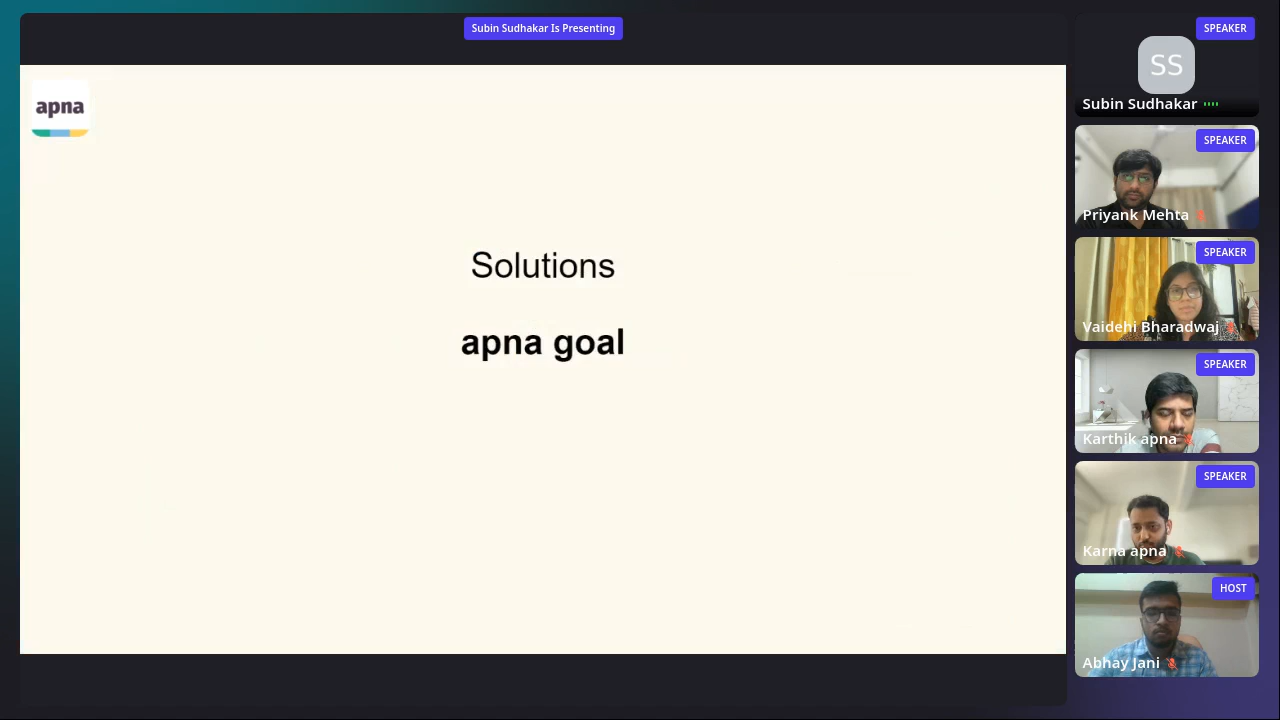 Subin Sudhakar Is Presenting
apna
Solutions
apna goal
SPEAKER
SS
Subin Sudhakar
SPEAKER
Priyank Mehta
SPEAKER
Vaidehi Bharadwaj
SPEAKER
Karthik apna
SPEAKER
Karna apna
HOST
Abhay Jani